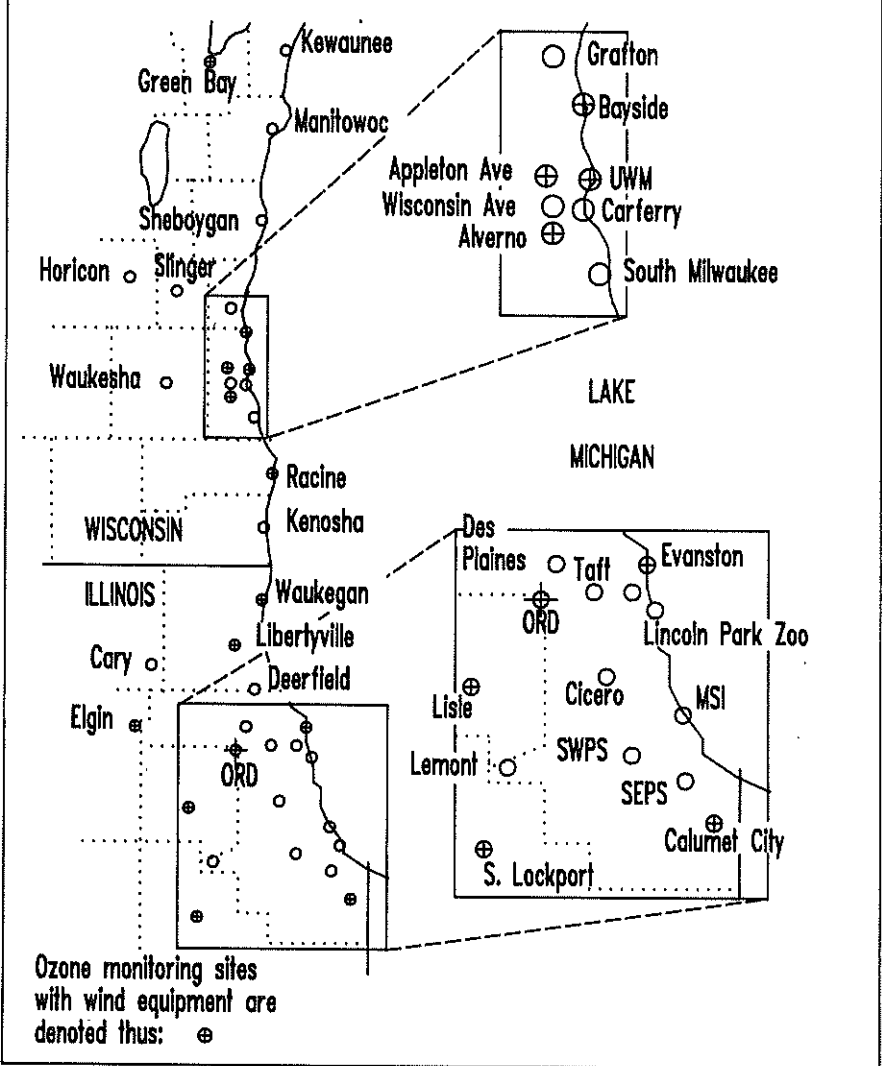 Kewaunee
Green Bay
Manitowoc
Sheboygan
Horicon
Slinger
Waukesha
Racine
WISCONSIN
Kenosha
ILLINOIS
Waukegan
Libertyville
Cary
Deerfield
Elgin
ORD
Grafton
Bayside
Appleton Ave
UWM
Wisconsin Ave
Carferry
Alverno
South Milwaukee
LAKE
MICHIGAN
Des
Plaines
Taft
Evanston
ORD
Lincoln Park Zoo
Cicero
Lisle
MSI
Lemont
SWPS
SEPS
Calumet City
S. Lockport
Ozone monitoring sites
with wind equipment are
denoted thus: